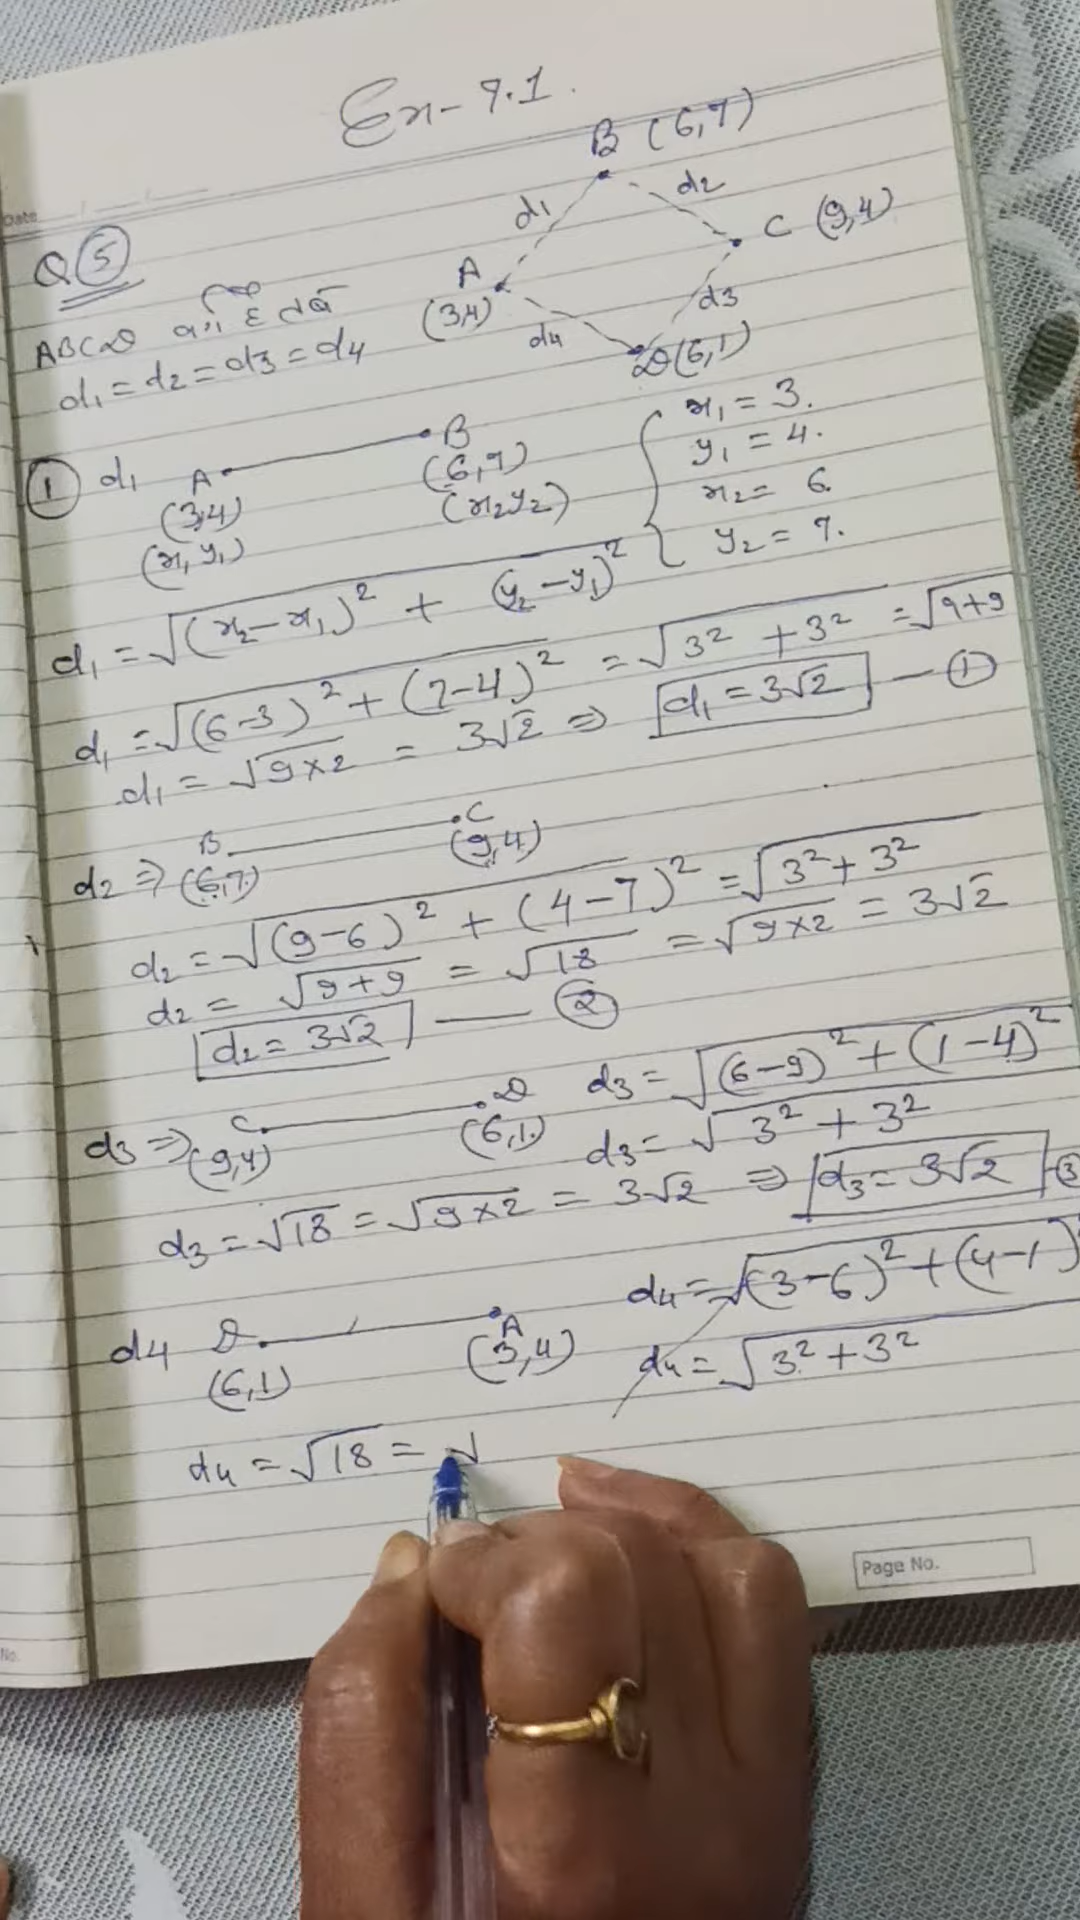 Ex-7.1.
B (6,7)
Date
d1 d2
C (9,4)
Q 5
A
(3,4)
d3
d4
D(6,1)
ABCD वर्ग है तब
d1 = d2 = d3 = d4
x1 = 3.
y1 = 4.
x2 = 6.
y2 = 7.
1 d1 A B
(3,4) (6,7)
(x1 y1) (x2 y2)
d1 = √(x2-x1)² + (y2-y1)²
d1 = √(6-3)² + (7-4)² = √3² + 3² = √9+9
d1 = √9×2 = 3√2 ⇒ d1 = 3√2 — 1
B C
d2 ⇒ (6,7) (9,4)
d2 = √(9-6)² + (4-7)² = √3² + 3²
d2 = √9+9 = √18 = √9×2 = 3√2
d2 = 3√2 — 2
C D
d3 ⇒ (9,4) (6,1)
d3 = √(6-9)² + (1-4)²
d3 = √3² + 3²
d3 = √18 = √9×2 = 3√2 ⇒ d3 = 3√2 - 3
d4 D A
(6,1) (3,4)
d4 = √(3-6)² + (4-1)
d4 = √3² + 3²
d4 = √18 = √
Page No.
No.